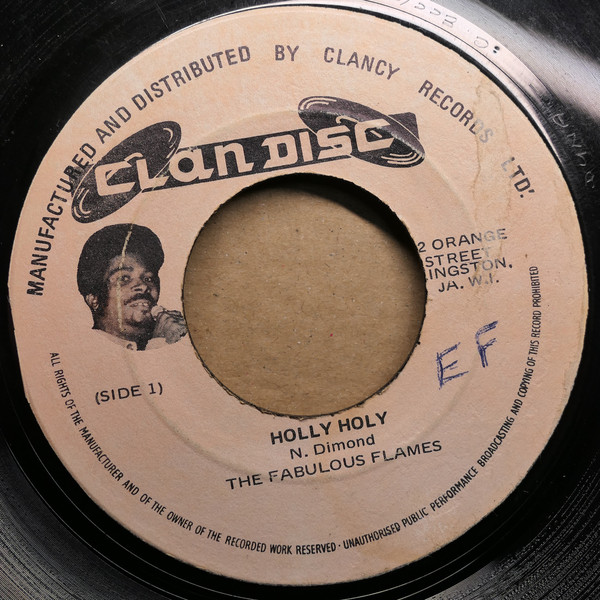 MANUFACTURED AND DISTRIBUTED BY CLANCY RECORDS LTD'.
CLAN DISC
2 ORANGE
STREET
INGSTON,
JA. W.I.
(SIDE 1)
EF
HOLLY HOLY
N. Dimond
THE FABULOUS FLAMES
ALL RIGHTS OF THE MANUFACTURER AND OF THE OWNER OF THE RECORDED WORK RESERVED · UNAUTHORISED PUBLIC PERFORMANCE BROADCASTING AND COPYING OF THIS RECORD PROHIBITED